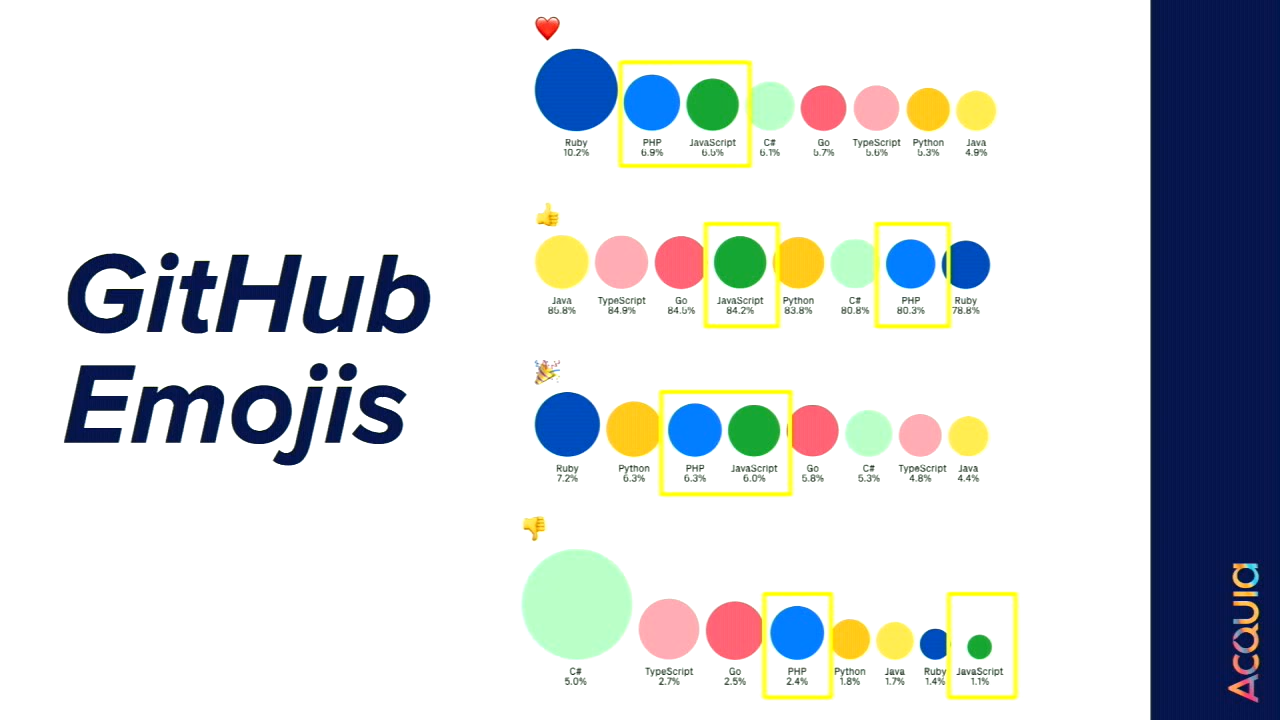 GitHub
Emojis
Ruby PHP JavaScript C# Go TypeScript Python Java
10.2% 6.9% 6.5% 6.1% 5.7% 5.6% 5.3% 4.9%
Java TypeScript Go JavaScript Python C# PHP Ruby
85.8% 84.9% 84.5% 84.2% 83.8% 80.8% 80.3% 78.8%
Ruby Python PHP JavaScript Go C# TypeScript Java
7.2% 6.3% 6.3% 6.0% 5.8% 5.3% 4.8% 4.4%
C# TypeScript Go PHP Python Java Ruby JavaScript
5.0% 2.7% 2.5% 2.4% 1.8% 1.7% 1.4% 1.1%
Acquia